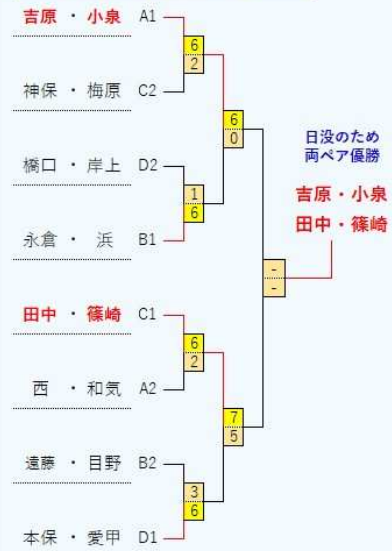 吉原 ・ 小泉 A1
6
2
神保 ・ 梅原 C2
6
0
橋口 ・ 岸上 D2
1
6
永倉 ・ 浜 B1
日没のため
両ペア優勝
吉原・小泉
田中・篠崎
-
-
田中 ・ 篠崎 C1
6
2
西 ・ 和気 A2
7
5
遠藤 ・ 目野 B2
3
6
本保 ・ 愛甲 D1